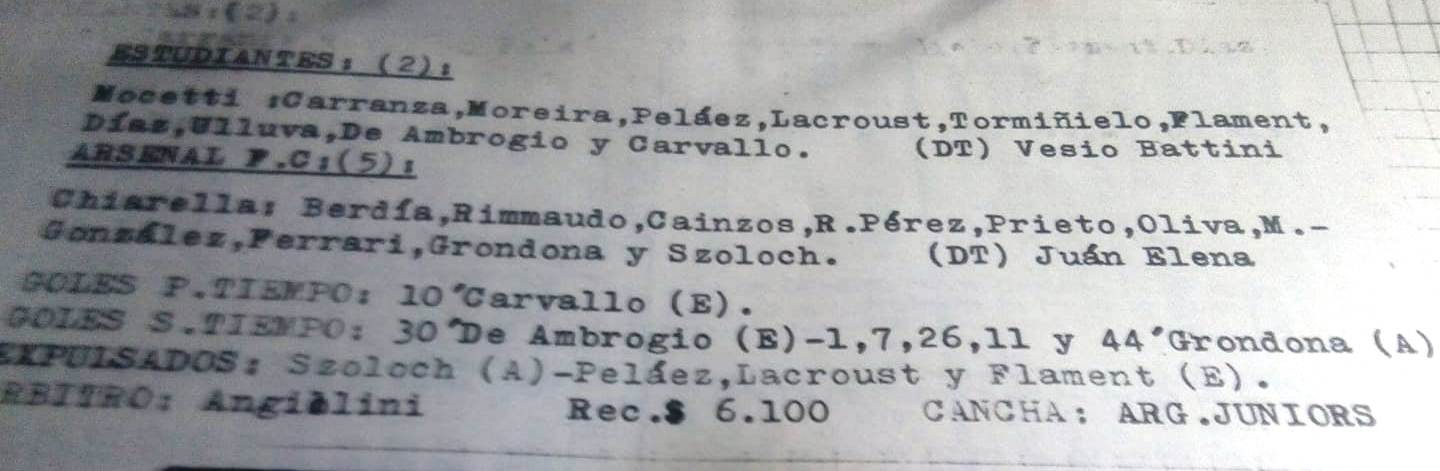 :(2):
ESTUDIANTES: (2):
Mocetti :Carranza,Moreira,Peláez,Lacroust,Tormiñielo,Flament,
Díaz,Ulluva,De Ambrogio y Carvallo. (DT) Vesio Battini
ARSENAL F.C:(5):
Chiarella: Berdía,Rimmaudo,Cainzos,R.Pérez,Prieto,Oliva,M.-
González,Ferrari,Grondona y Szoloch. (DT) Juán Elena
GOLES P.TIEMPO: 10´Carvallo (E).
GOLES S.TIEMPO: 30´De Ambrogio (E)-1,7,26,11 y 44´Grondona (A)
EXPULSADOS: Szoloch (A)-Peláez,Lacroust y Flament (E).
RBITRO: Angiolini Rec.$ 6.100 CANCHA: ARG.JUNIORS